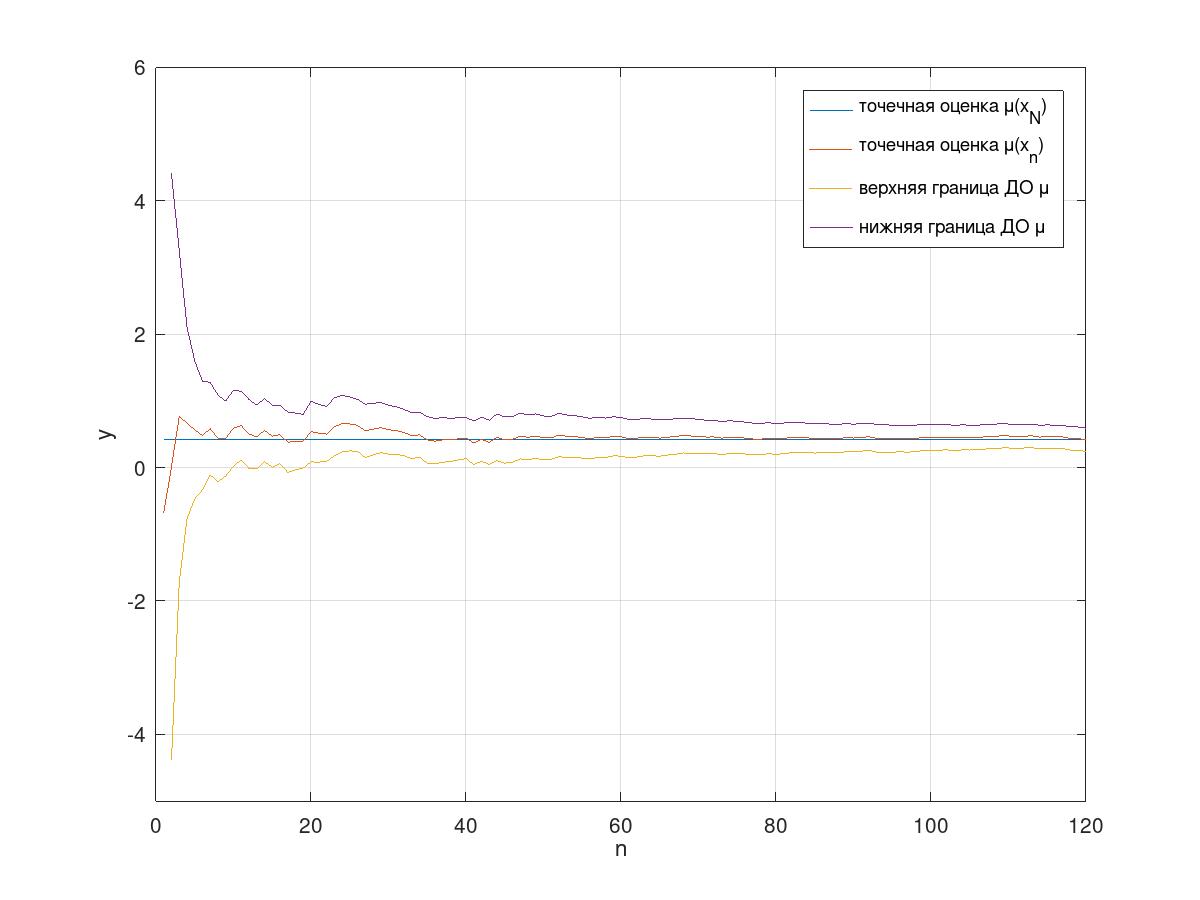 6
4
2
0
-2
-4
y
0 20 40 60 80 100 120
n
точечная оценка μ(x_N)
точечная оценка μ(x_n)
верхняя граница ДО μ
нижняя граница ДО μ